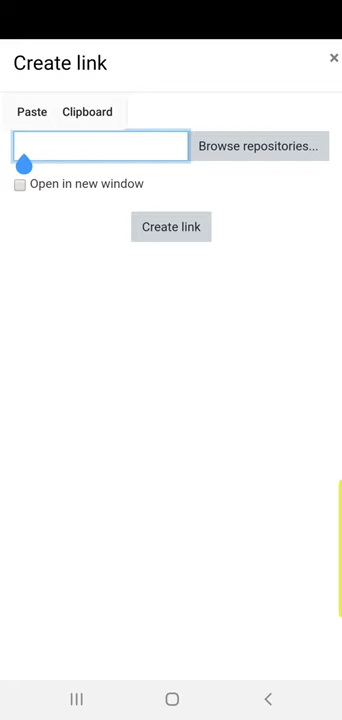 Create link
×
Paste Clipboard
Browse repositories...
Open in new window
Create link